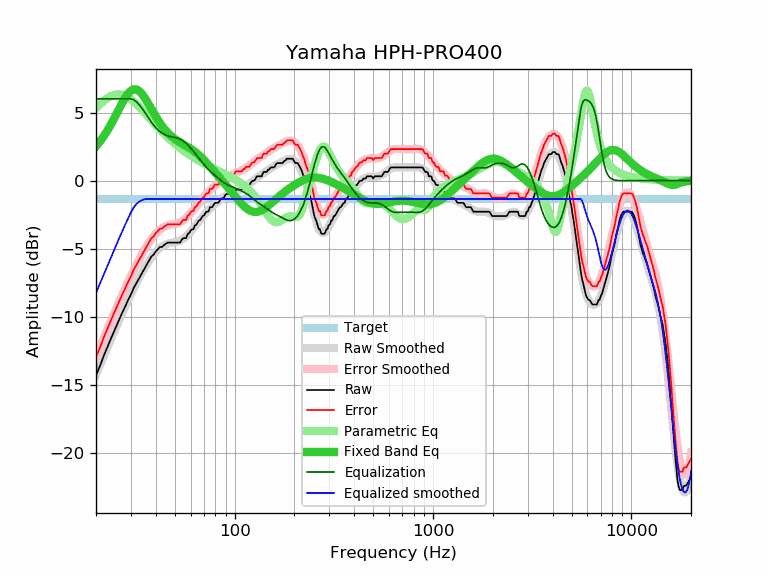 Yamaha HPH-PRO400
Amplitude (dBr)
5
0
−5
−10
−15
−20
Target
Raw Smoothed
Error Smoothed
Raw
Error
Parametric Eq
Fixed Band Eq
Equalization
Equalized smoothed
100
1000
10000
Frequency (Hz)